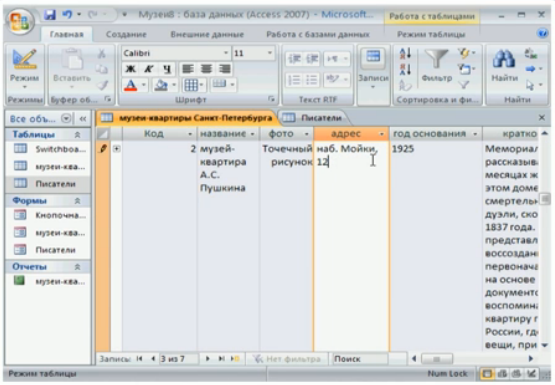 Музей8 : база данных (Access 2007) - Microsoft...
Работа с таблицами
Главная
Создание
Внешние данные
Работа с базами данных
Режим таблицы
Режим
Вставить
Calibri
11
Ж К Ч
Записи
Фильтр
Найти
Режимы
Буфер об...
Шрифт
Текст RTF
Сортировка и фи...
Найти
Все объ...
музеи-квартиры Санкт-Петербурга
Писатели
Таблицы
Switchboa...
музеи-ква...
Писатели
Формы
Кнопочна...
музеи-ква...
Писатели
Отчеты
музеи-ква...
Код
название
фото
адрес
год основания
кратко
2
музей-
квартира
А.С.
Пушкина
Точечный
рисунок
наб. Мойки,
12
1925
Мемориал
рассказыв
месяцах ж
этом доме
смертельн
дуэли, ско
1837 года.
представл
воссоздан
первонача
на основе
документо
воспомина
квартиру п
России, гд
вещи, при
Записи
3 из 7
Нет фильтра
Поиск
Режим таблицы
Num Lock